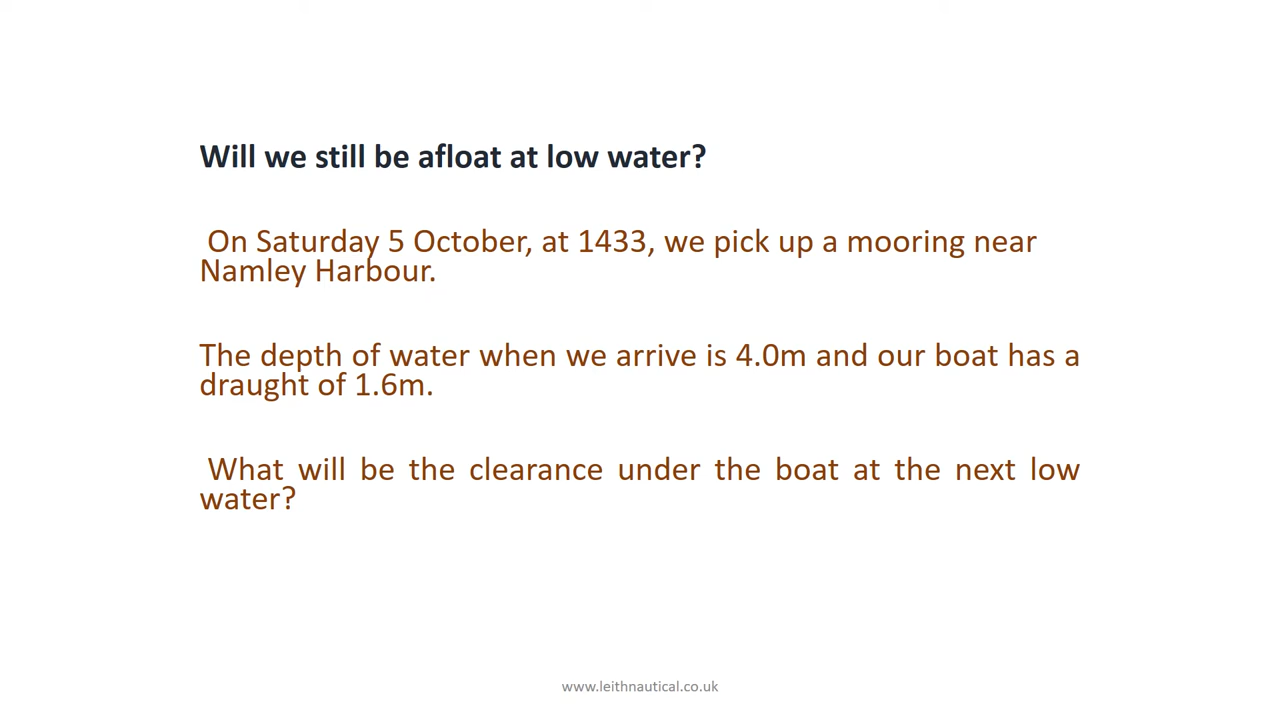 Will we still be afloat at low water?
On Saturday 5 October, at 1433, we pick up a mooring near
Namley Harbour.
The depth of water when we arrive is 4.0m and our boat has a
draught of 1.6m.
What will be the clearance under the boat at the next low
water?
www.leithnautical.co.uk